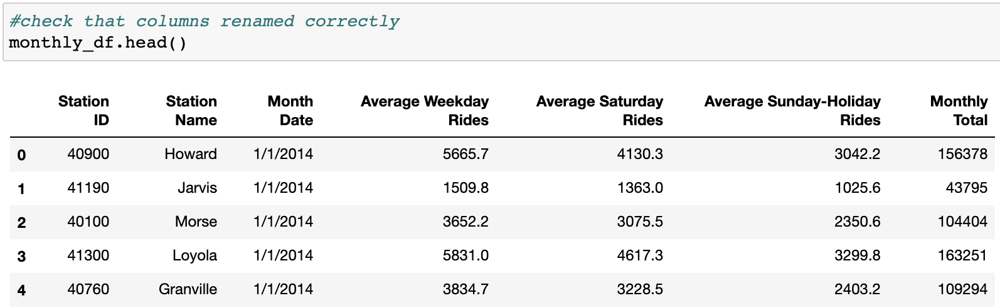 #check that columns renamed correctly
monthly_df.head()
Station ID Station Name Month Date Average Weekday Rides Average Saturday Rides Average Sunday-Holiday Rides Monthly Total
0 40900 Howard 1/1/2014 5665.7 4130.3 3042.2 156378
1 41190 Jarvis 1/1/2014 1509.8 1363.0 1025.6 43795
2 40100 Morse 1/1/2014 3652.2 3075.5 2350.6 104404
3 41300 Loyola 1/1/2014 5831.0 4617.3 3299.8 163251
4 40760 Granville 1/1/2014 3834.7 3228.5 2403.2 109294